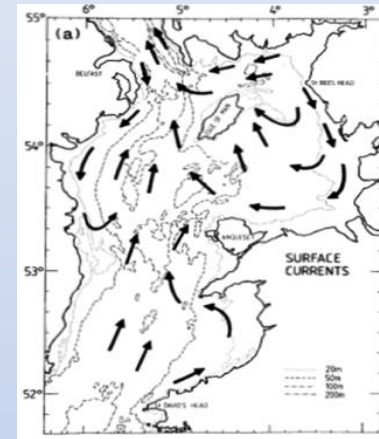 (a)
6° 5° 4°
55°
BELFAST
ST BEES HEAD
54°
ANGLESEY
SURFACE
CURRENTS
53°
20m
50m
100m
200m
52°
ST DAVID'S HEAD